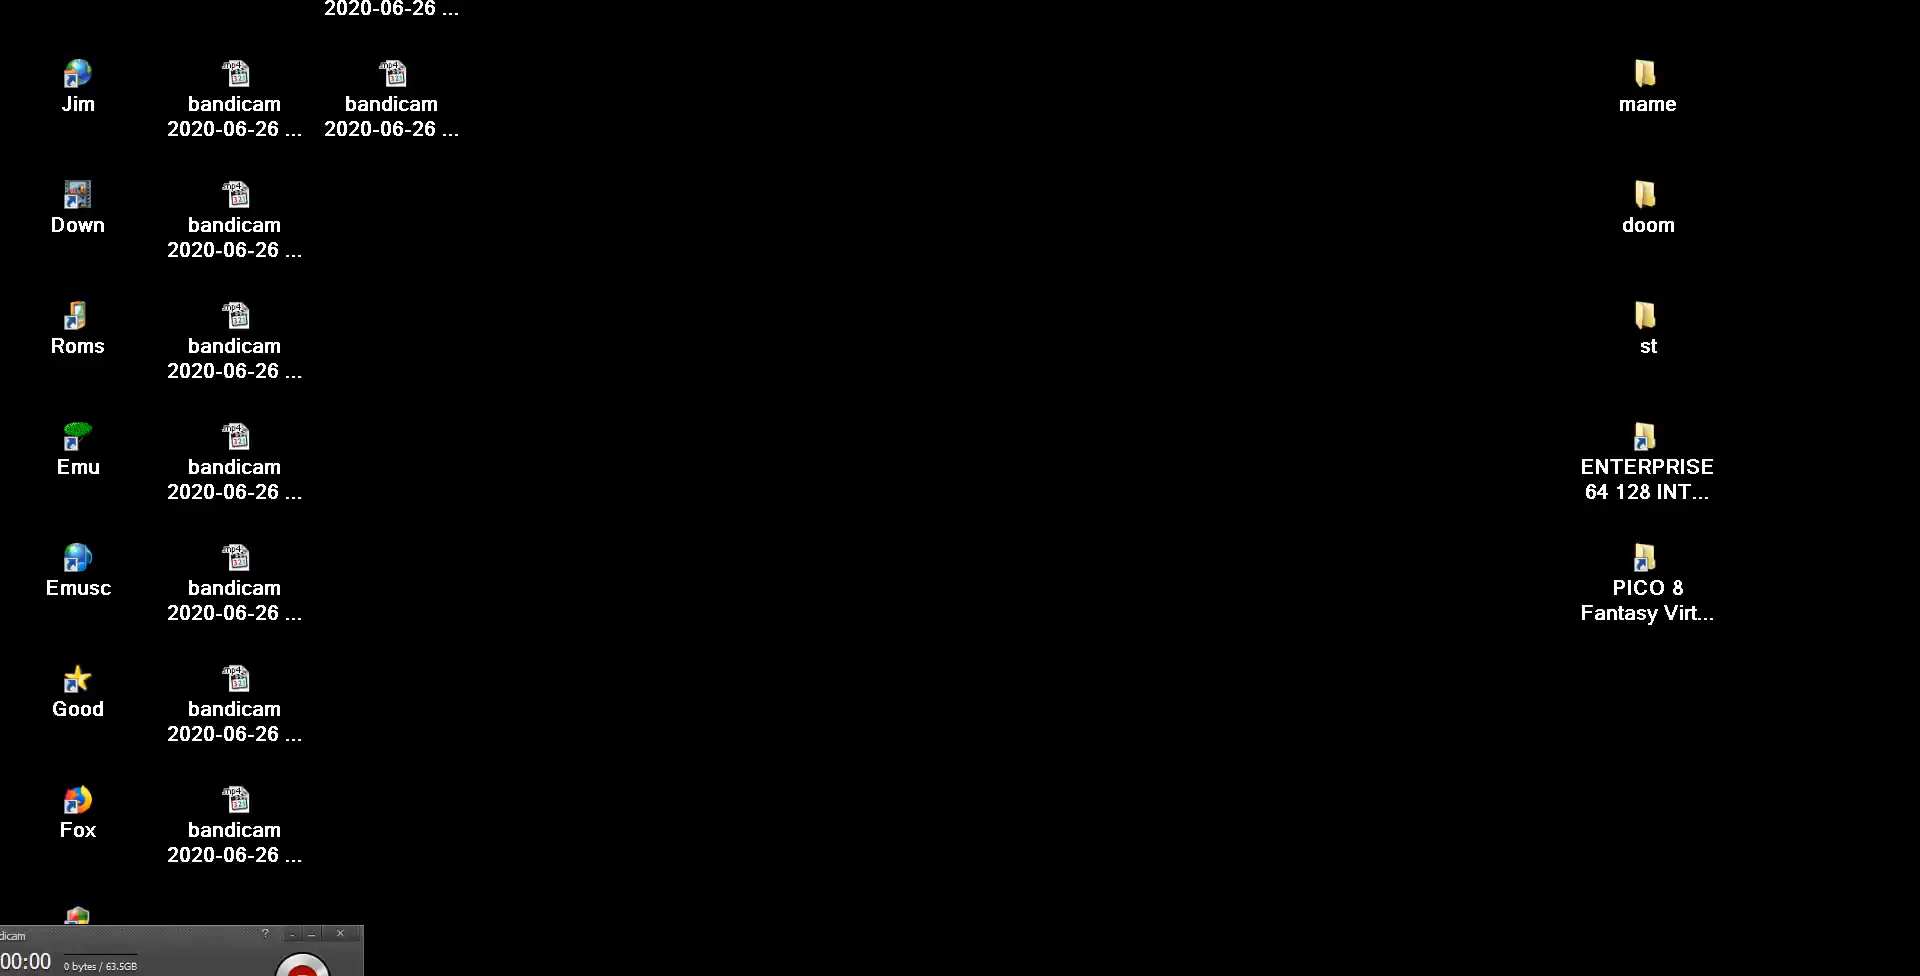 2020-06-26 ...
Jim
bandicam
2020-06-26 ...
bandicam
2020-06-26 ...
mame
Down
bandicam
2020-06-26 ...
doom
Roms
bandicam
2020-06-26 ...
st
Emu
bandicam
2020-06-26 ...
ENTERPRISE
64 128 INT...
Emusc
bandicam
2020-06-26 ...
PICO 8
Fantasy Virt...
Good
bandicam
2020-06-26 ...
Fox
bandicam
2020-06-26 ...
dicam
00:00
0 bytes / 63.5GB